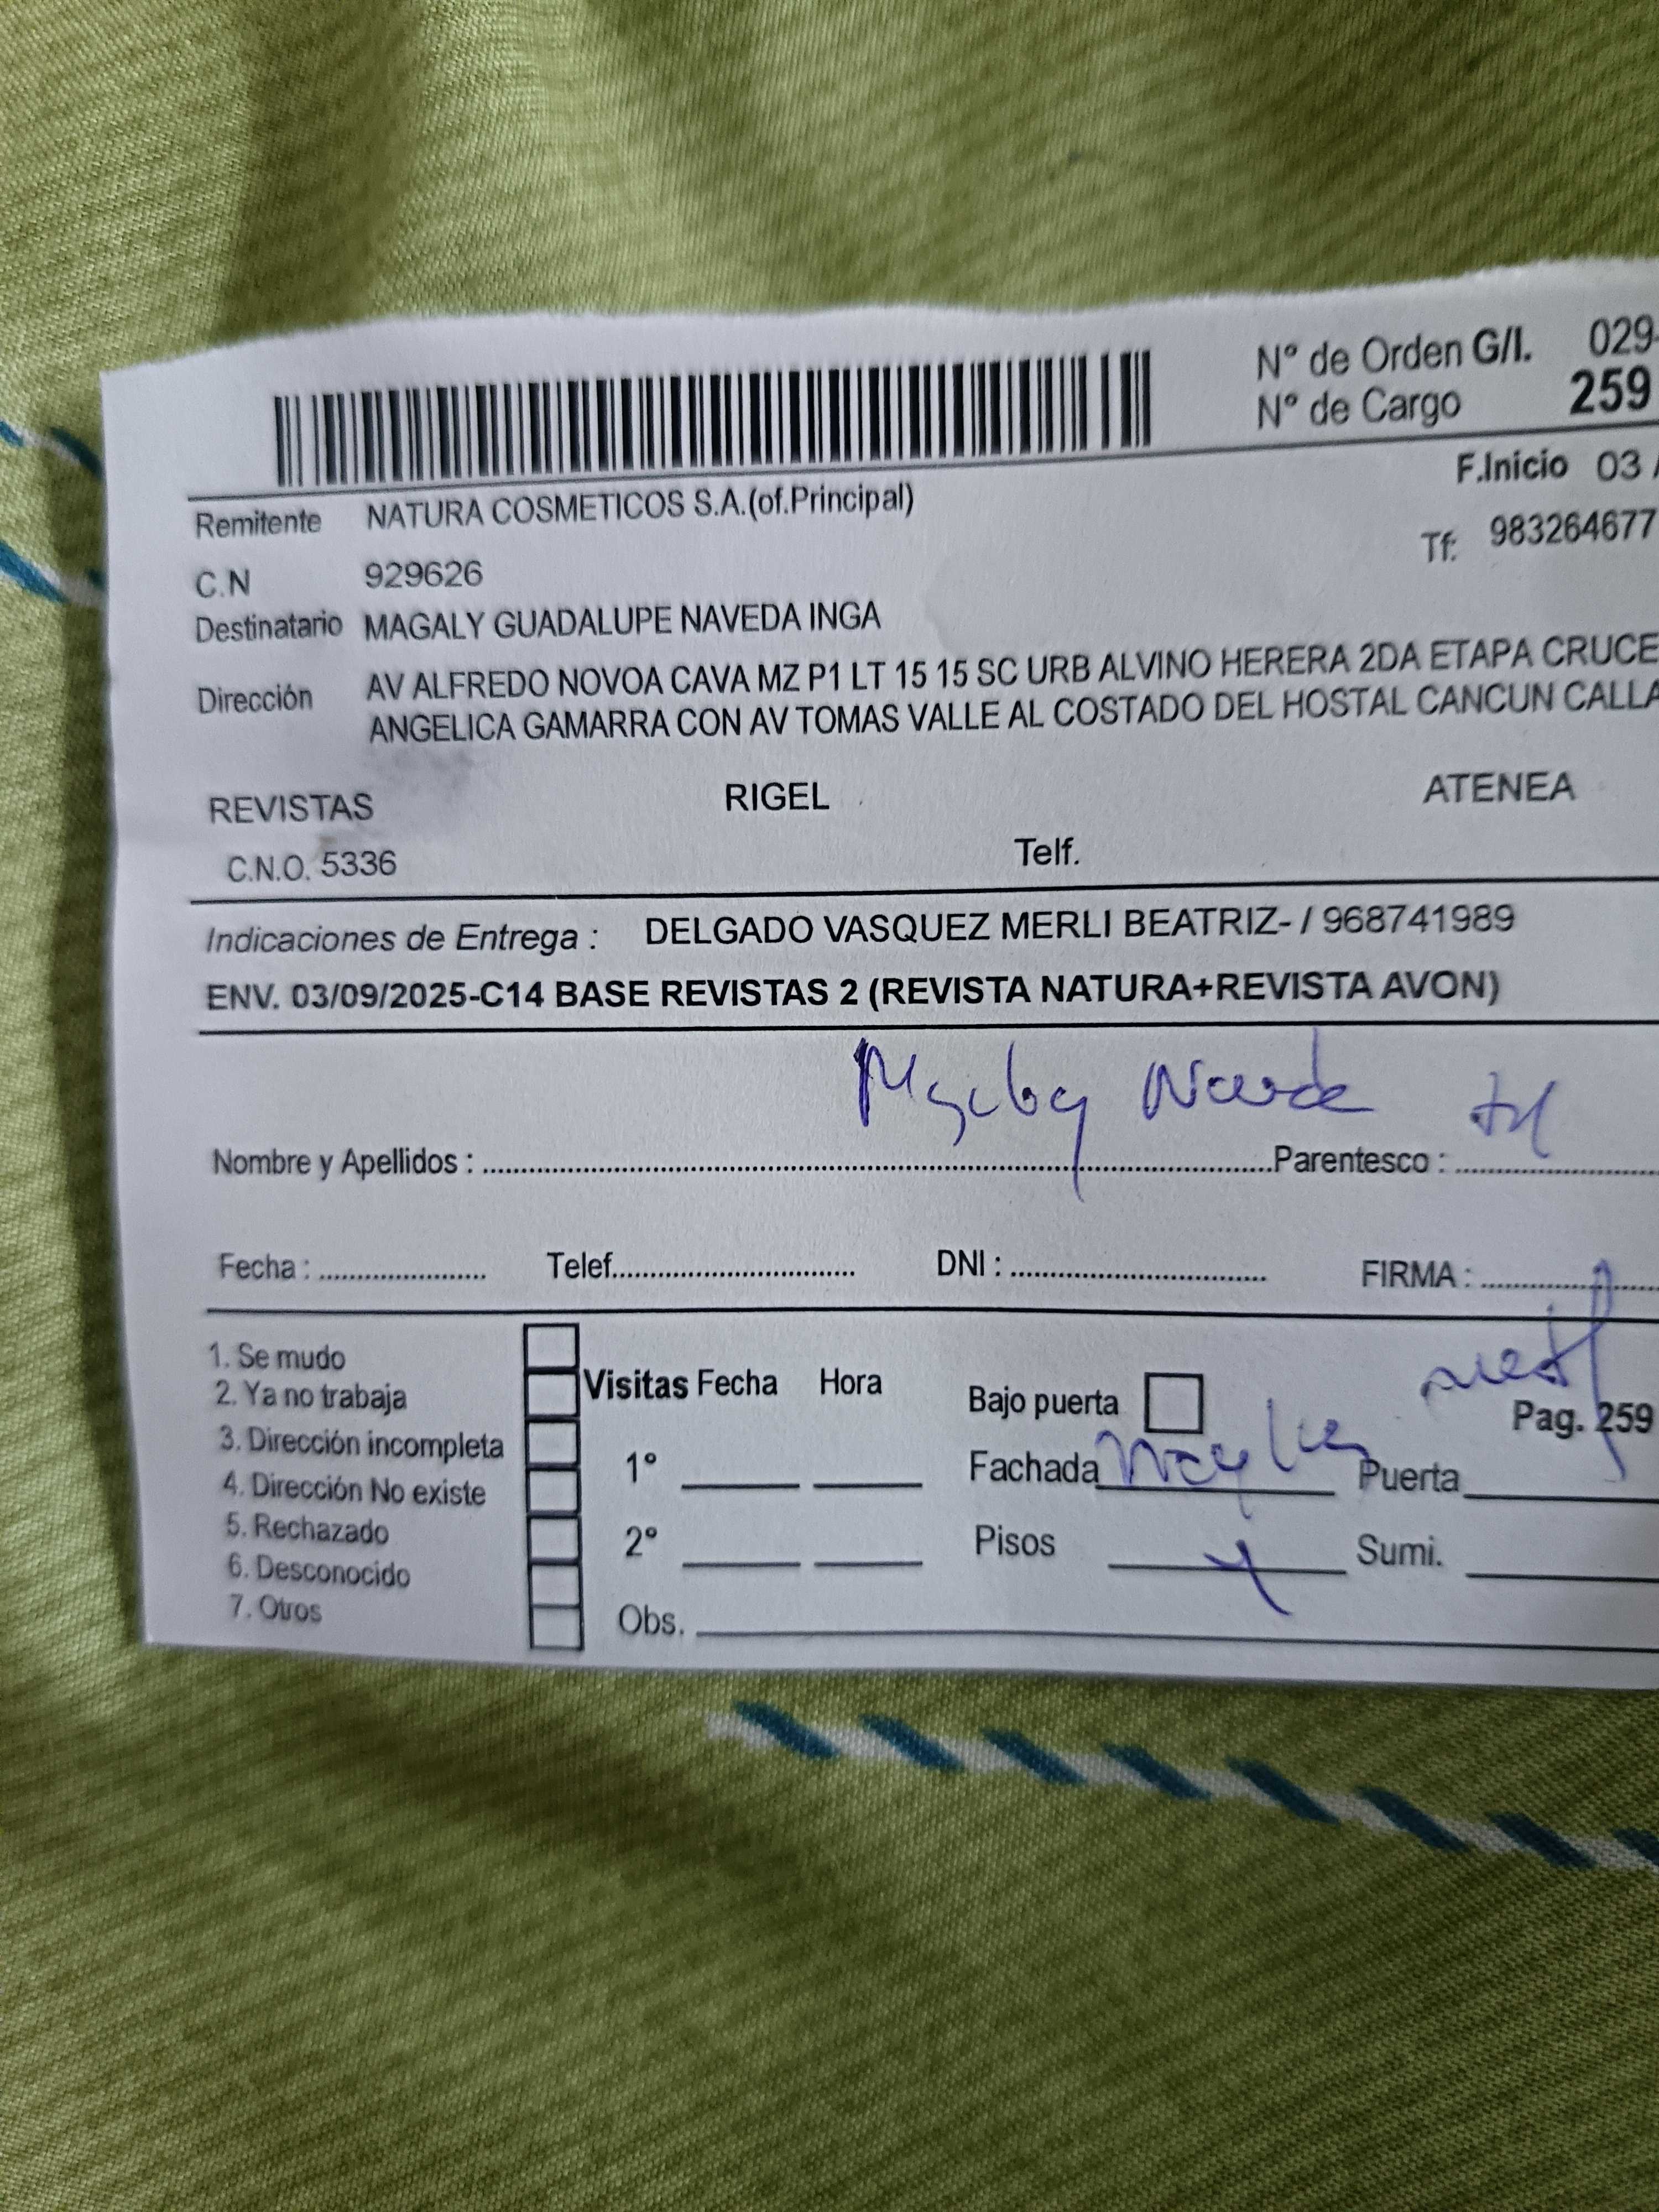 Nº de Orden G/I. 029-
Nº de Cargo 259
F.Inicio 03 /
Remitente NATURA COSMETICOS S.A.(of.Principal)
Tf: 983264677
C.N 929626
Destinatario MAGALY GUADALUPE NAVEDA INGA
Dirección AV ALFREDO NOVOA CAVA MZ P1 LT 15 15 SC URB ALVINO HERERA 2DA ETAPA CRUCE
ANGELICA GAMARRA CON AV TOMAS VALLE AL COSTADO DEL HOSTAL CANCUN CALLA
REVISTAS RIGEL ATENEA
C.N.O. 5336 Telf.
Indicaciones de Entrega : DELGADO VASQUEZ MERLI BEATRIZ- / 968741989
ENV. 03/09/2025-C14 BASE REVISTAS 2 (REVISTA NATURA+REVISTA AVON)
Nombre y Apellidos : Parentesco :
Fecha : Telef. DNI : FIRMA :
1. Se mudo
2. Ya no trabaja
3. Dirección incompleta
4. Dirección No existe
5. Rechazado
6. Desconocido
7. Otros
Visitas Fecha Hora
1º
2º
Obs.
Bajo puerta
Pag. 259
Fachada Puerta
Pisos Sumi.